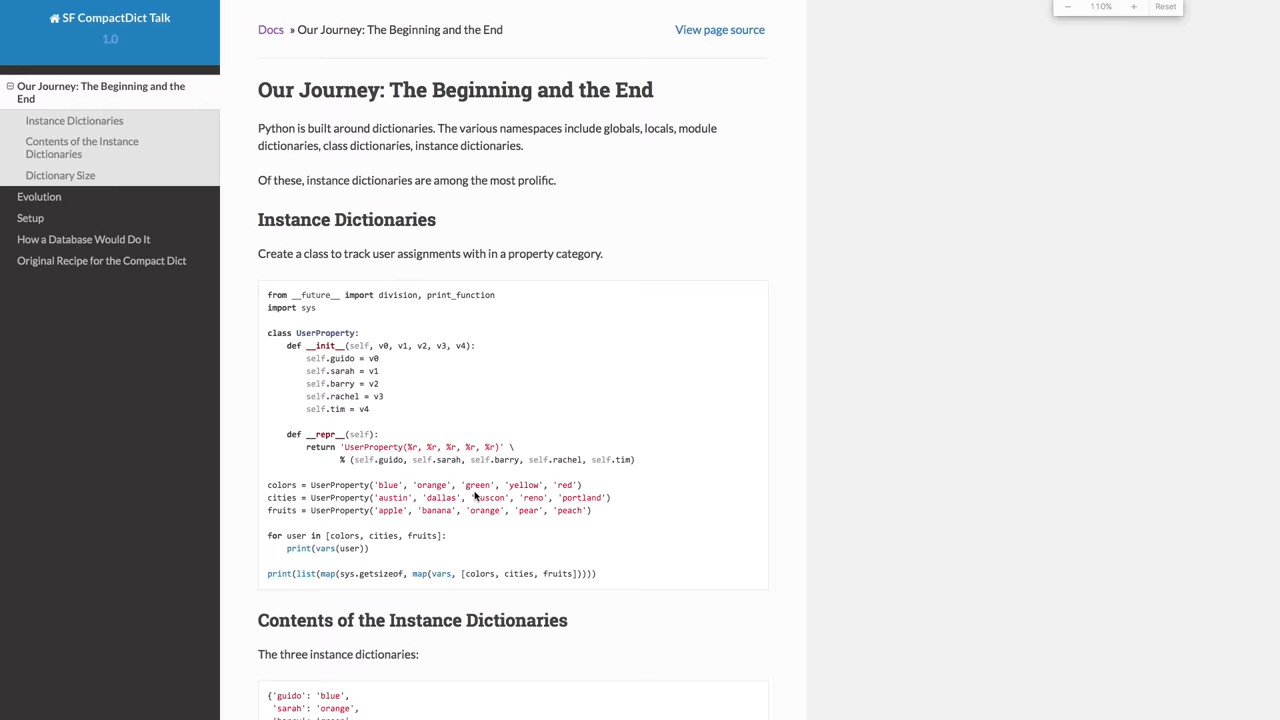 SF CompactDict Talk
1.0
Our Journey: The Beginning and the
End
Instance Dictionaries
Contents of the Instance
Dictionaries
Dictionary Size
Evolution
Setup
How a Database Would Do It
Original Recipe for the Compact Dict
Docs » Our Journey: The Beginning and the End
View page source
− 110% + Reset
Our Journey: The Beginning and the End
Python is built around dictionaries. The various namespaces include globals, locals, module
dictionaries, class dictionaries, instance dictionaries.
Of these, instance dictionaries are among the most prolific.
Instance Dictionaries
Create a class to track user assignments with in a property category.
from __future__ import division, print_function
import sys
class UserProperty:
    def __init__(self, v0, v1, v2, v3, v4):
        self.guido = v0
        self.sarah = v1
        self.barry = v2
        self.rachel = v3
        self.tim = v4
    def __repr__(self):
        return 'UserProperty(%r, %r, %r, %r, %r)' \
               % (self.guido, self.sarah, self.barry, self.rachel, self.tim)
colors = UserProperty('blue', 'orange', 'green', 'yellow', 'red')
cities = UserProperty('austin', 'dallas', 'tuscon', 'reno', 'portland')
fruits = UserProperty('apple', 'banana', 'orange', 'pear', 'peach')
for user in [colors, cities, fruits]:
    print(vars(user))
print(list(map(sys.getsizeof, map(vars, [colors, cities, fruits]))))
Contents of the Instance Dictionaries
The three instance dictionaries:
{'guido': 'blue',
 'sarah': 'orange',